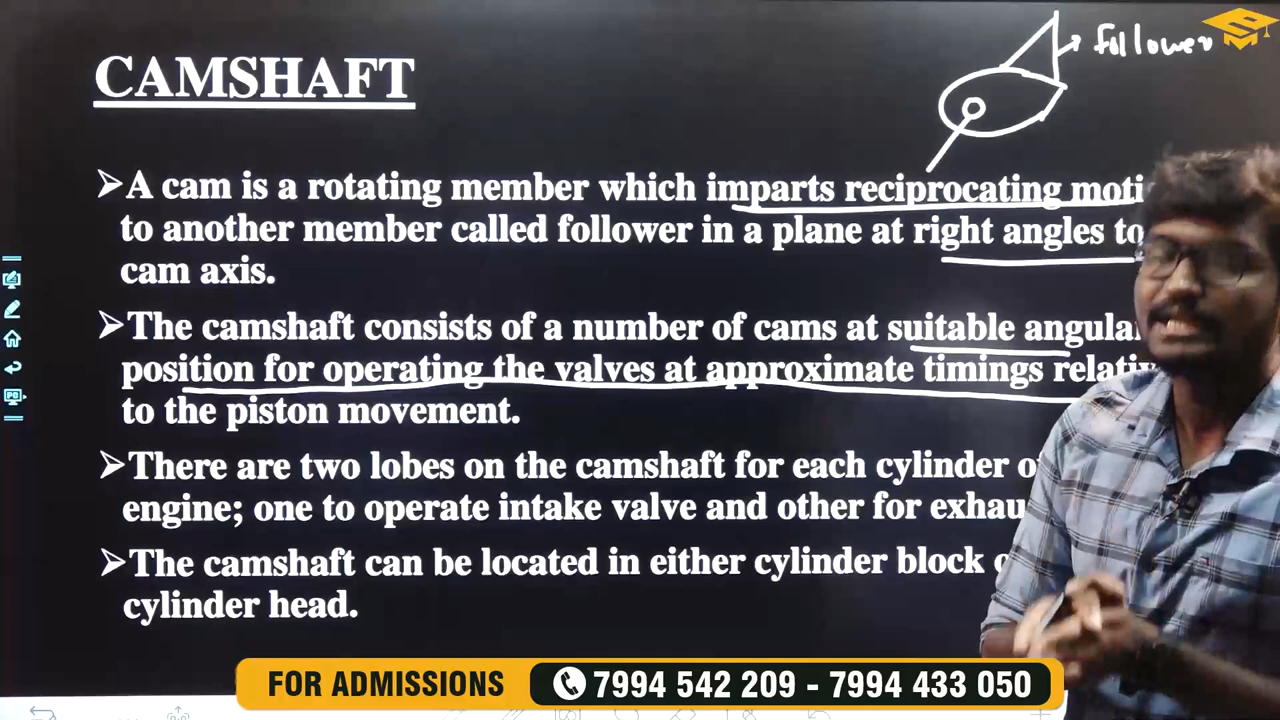 CAMSHAFT
follower
➤A cam is a rotating member which imparts reciprocating
to another member called follower in a plane at right angles to
cam axis.
➤The camshaft consists of a number of cams at suitable
position for operating the valves at approximate timings
to the piston movement.
➤There are two lobes on the camshaft for each cylinder
engine; one to operate intake valve and other for
➤The camshaft can be located in either cylinder block
cylinder head.
FOR ADMISSIONS 7994 542 209 - 7994 433 050